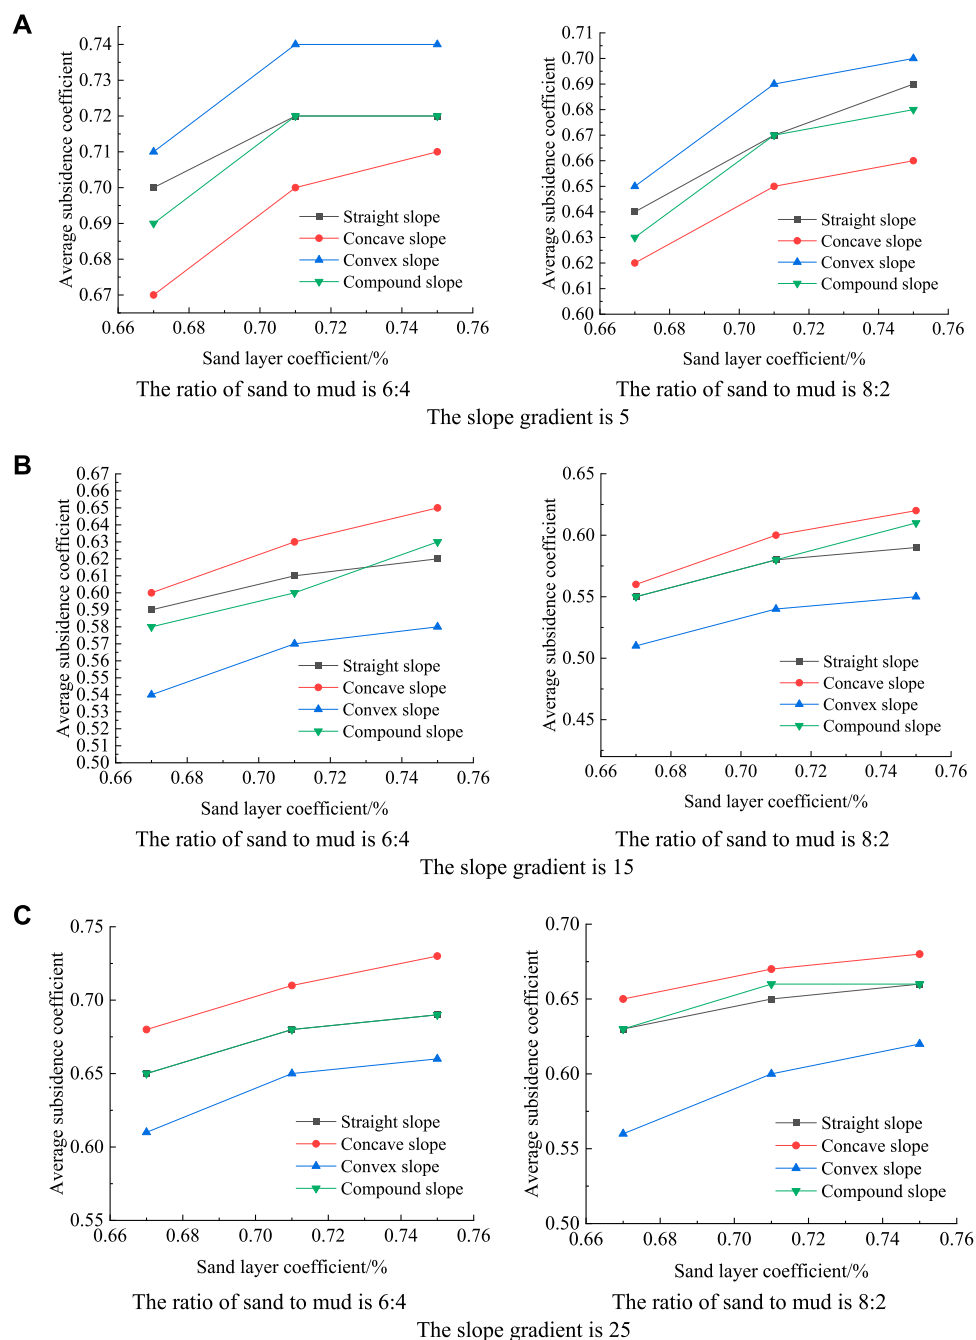 A
Average subsidence coefficient
0.74
0.73
0.72
0.71
0.70
0.69
0.68
0.67
0.66 0.68 0.70 0.72 0.74 0.76
Straight slope
Concave slope
Convex slope
Compound slope
Sand layer coefficient/%
The ratio of sand to mud is 6:4
Average subsidence coefficient
0.71
0.70
0.69
0.68
0.67
0.66
0.65
0.64
0.63
0.62
0.61
0.60
0.66 0.68 0.70 0.72 0.74 0.76
Straight slope
Concave slope
Convex slope
Compound slope
Sand layer coefficient/%
The ratio of sand to mud is 8:2
The slope gradient is 5
B
Average subsidence coefficient
0.67
0.66
0.65
0.64
0.63
0.62
0.61
0.60
0.59
0.58
0.57
0.56
0.55
0.54
0.53
0.52
0.51
0.50
0.66 0.68 0.70 0.72 0.74 0.76
Straight slope
Concave slope
Convex slope
Compound slope
Sand layer coefficient/%
The ratio of sand to mud is 6:4
Average subsidence coefficient
0.65
0.60
0.55
0.50
0.45
0.66 0.68 0.70 0.72 0.74 0.76
Straight slope
Concave slope
Convex slope
Compound slope
Sand layer coefficient/%
The ratio of sand to mud is 8:2
The slope gradient is 15
C
Average subsidence coefficient
0.75
0.70
0.65
0.60
0.55
0.66 0.68 0.70 0.72 0.74 0.76
Straight slope
Concave slope
Convex slope
Compound slope
Sand layer coefficient/%
The ratio of sand to mud is 6:4
Average subsidence coefficient
0.70
0.65
0.60
0.55
0.50
0.66 0.68 0.70 0.72 0.74 0.76
Straight slope
Concave slope
Convex slope
Compound slope
Sand layer coefficient/%
The ratio of sand to mud is 8:2
The slope gradient is 25